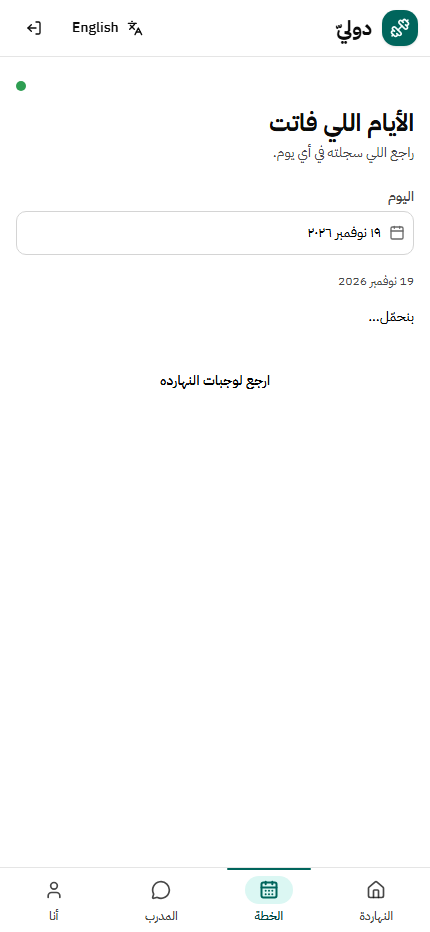 دوليّ
English
الأيام اللي فاتت
راجع اللي سجلته في أي يوم.
اليوم
١٩ نوفمبر ٢٠٢٦
19 نوفمبر 2026
بنحمّل...
ارجع لوجبات النهارده
النهاردة
الخطة
المدرب
أنا